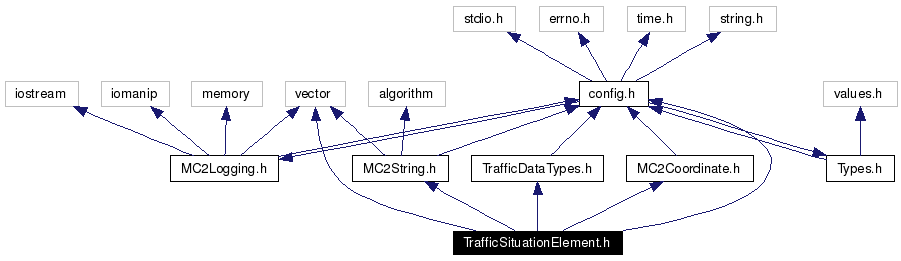 stdio.h errno.h time.h string.h
iostream iomanip memory vector algorithm config.h values.h
MC2Logging.h MC2String.h TrafficDataTypes.h MC2Coordinate.h Types.h
TrafficSituationElement.h